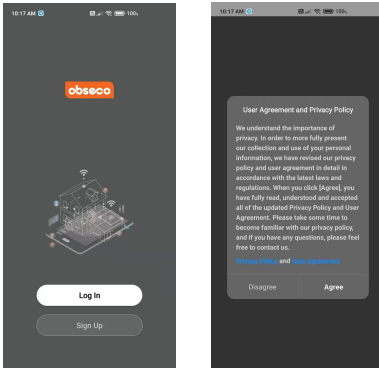 10:17 AM
100%
obseco
Log In
Sign Up
10:17 AM
100%
User Agreement and Privacy Policy
We understand the importance of
privacy. In order to more fully present
our collection and use of your personal
information, we have revised our privacy
policy and user agreement in detail in
accordance with the latest laws and
regulations. When you click [Agree], you
have fully read, understood and accepted
all of the updated Privacy Policy and User
Agreement. Please take some time to
become familiar with our privacy policy,
and if you have any questions, please feel
free to contact us.
Privacy Policy and User Agreement
Disagree
Agree